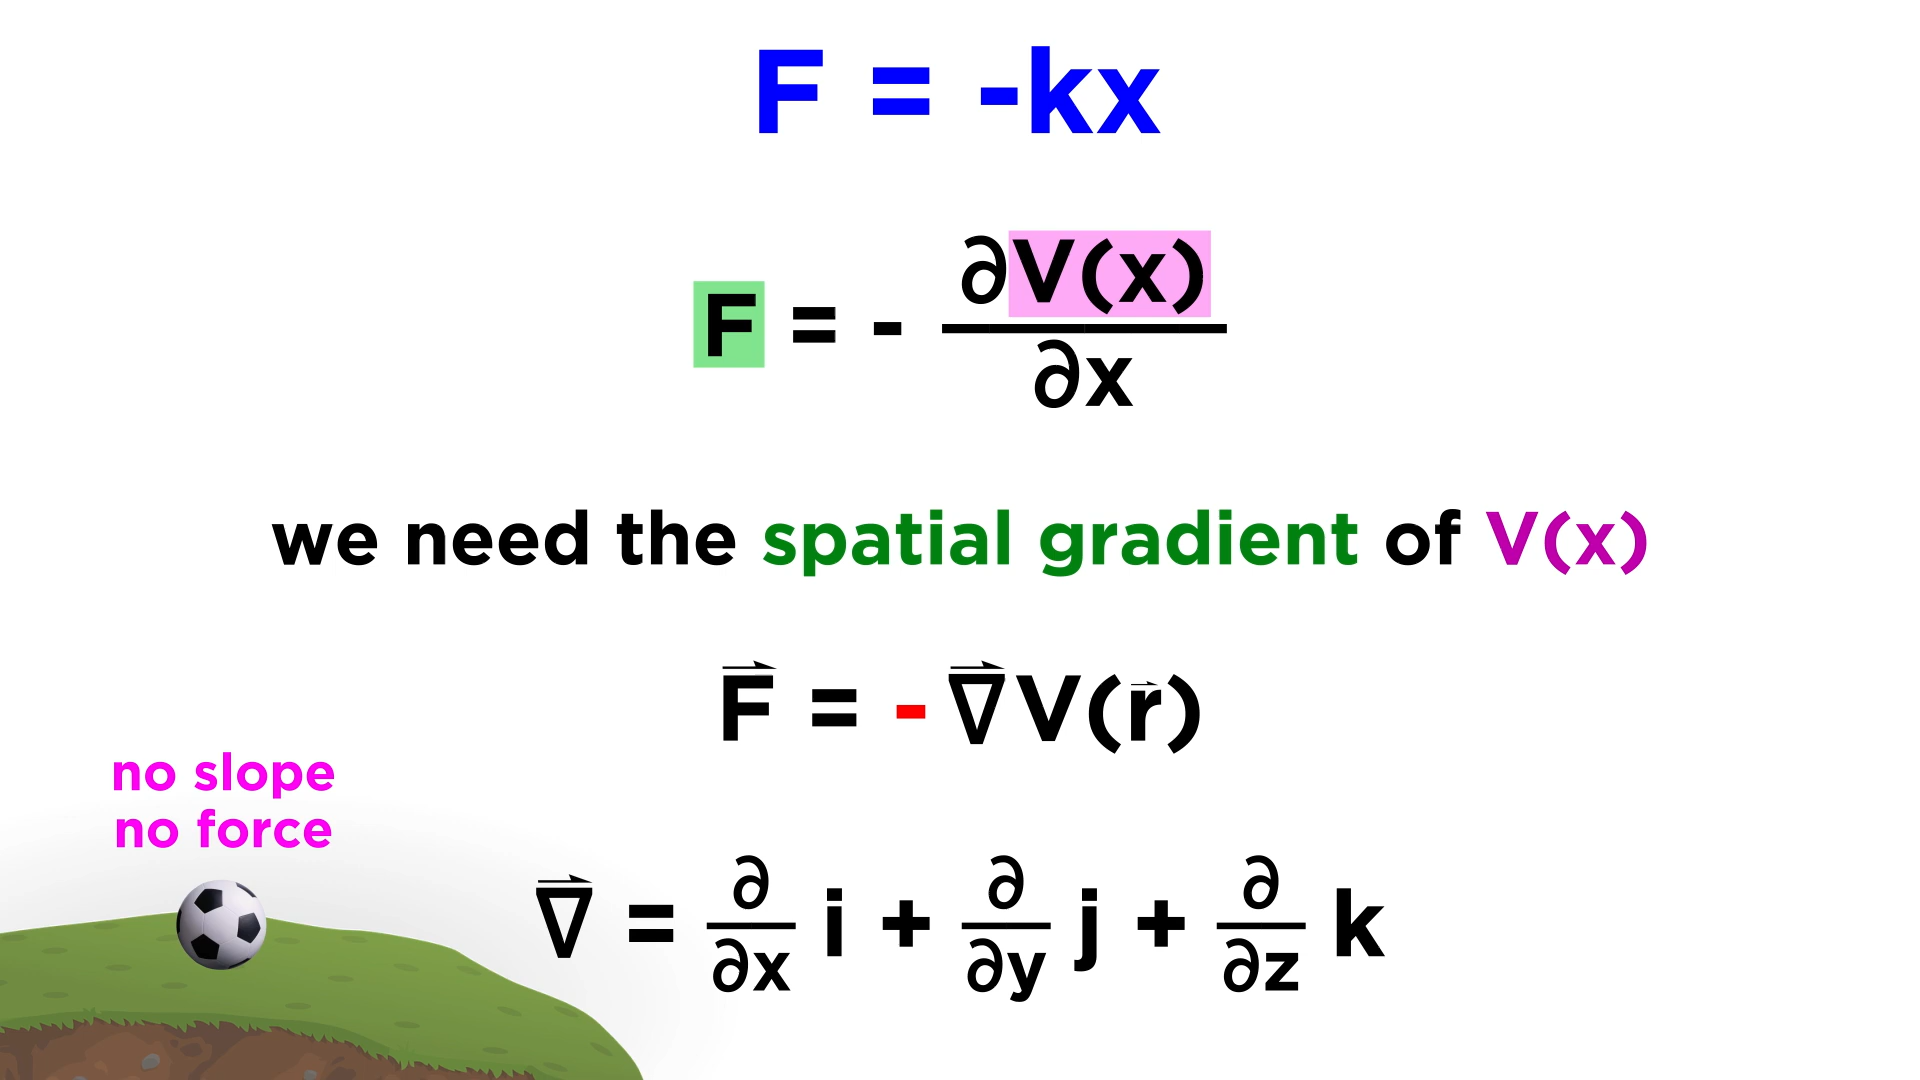 F = -kx
F = - ∂V(x)/∂x
we need the spatial gradient of V(x)
F⃗ = - ∇⃗V(r⃗)
no slope
no force
∇⃗ = ∂/∂x i + ∂/∂y j + ∂/∂z k